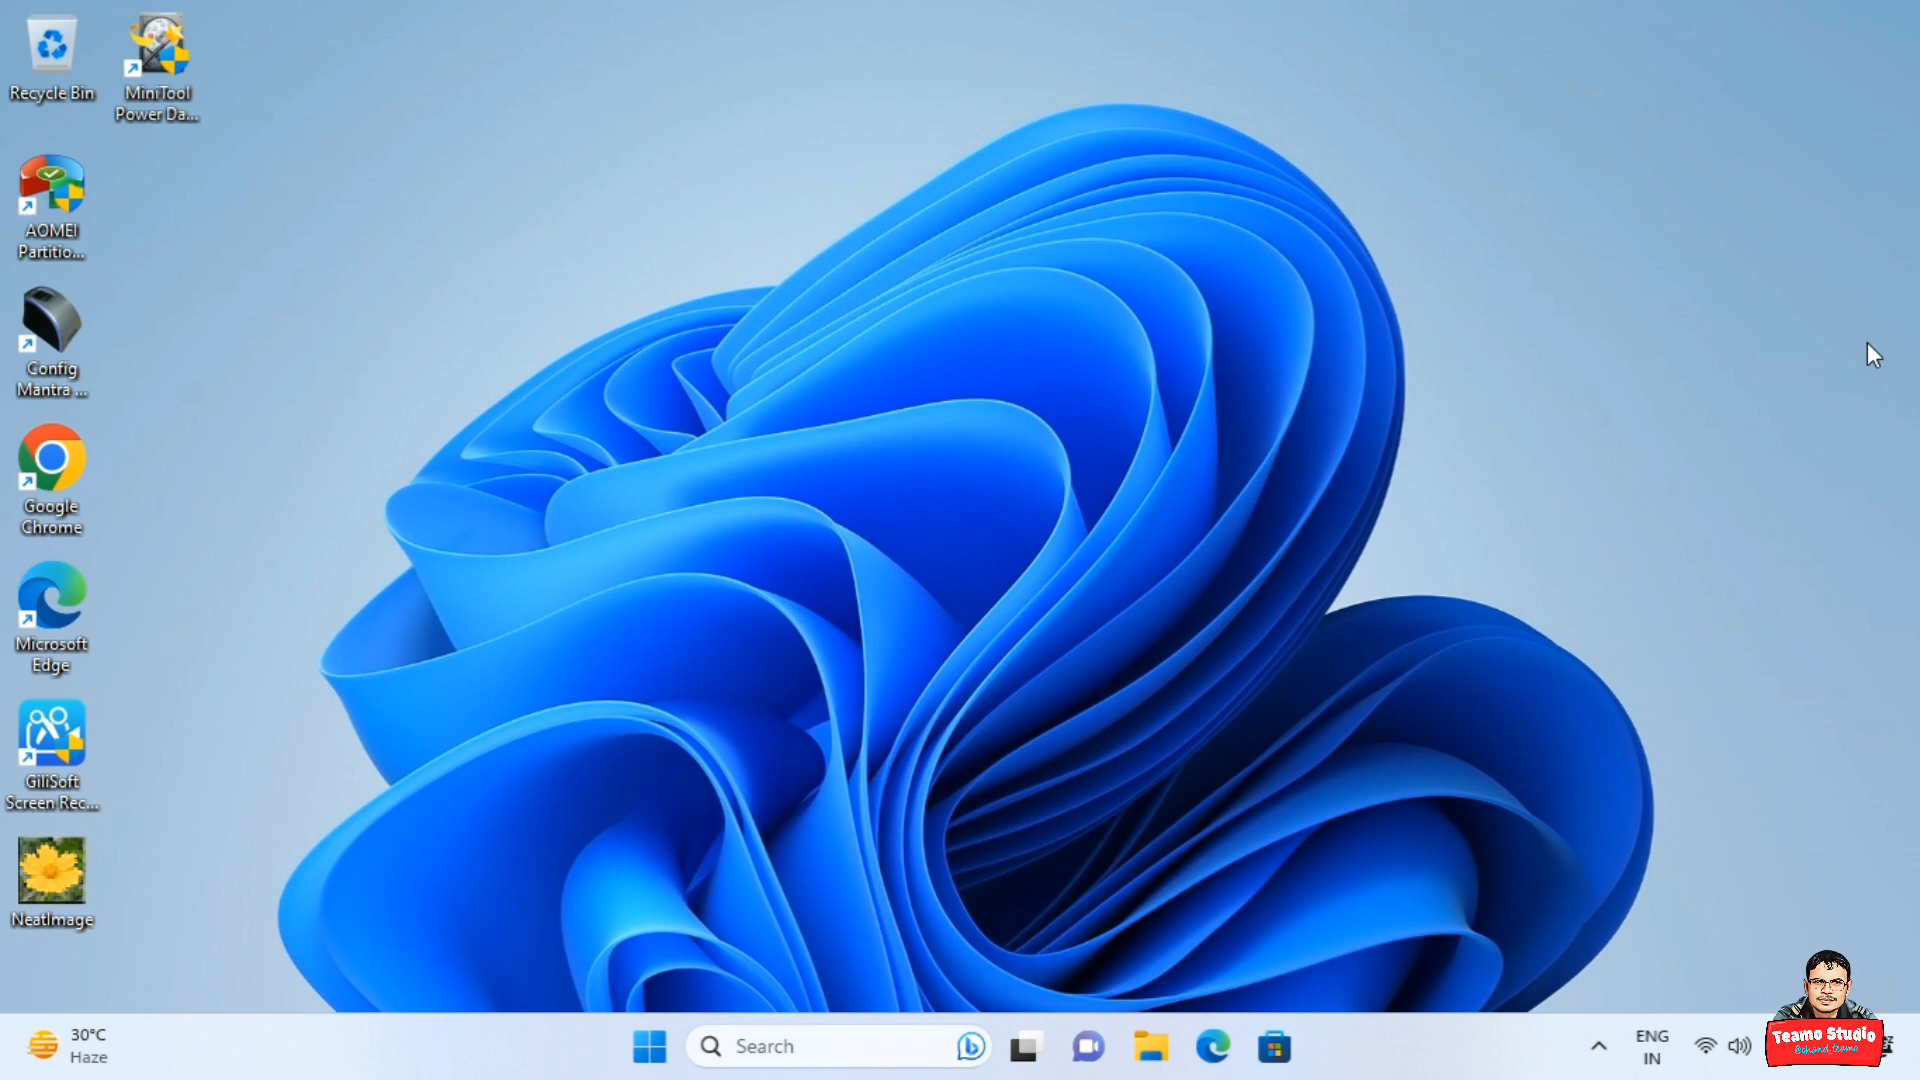 Recycle Bin
MiniTool
Power Da...
AOMEI
Partitio...
Config
Mantra ...
Google
Chrome
Microsoft
Edge
GiliSoft
Screen Rec...
NeatImage
30°C
Haze
Search
ENG
IN
Teamo Studio
@chand_teamo